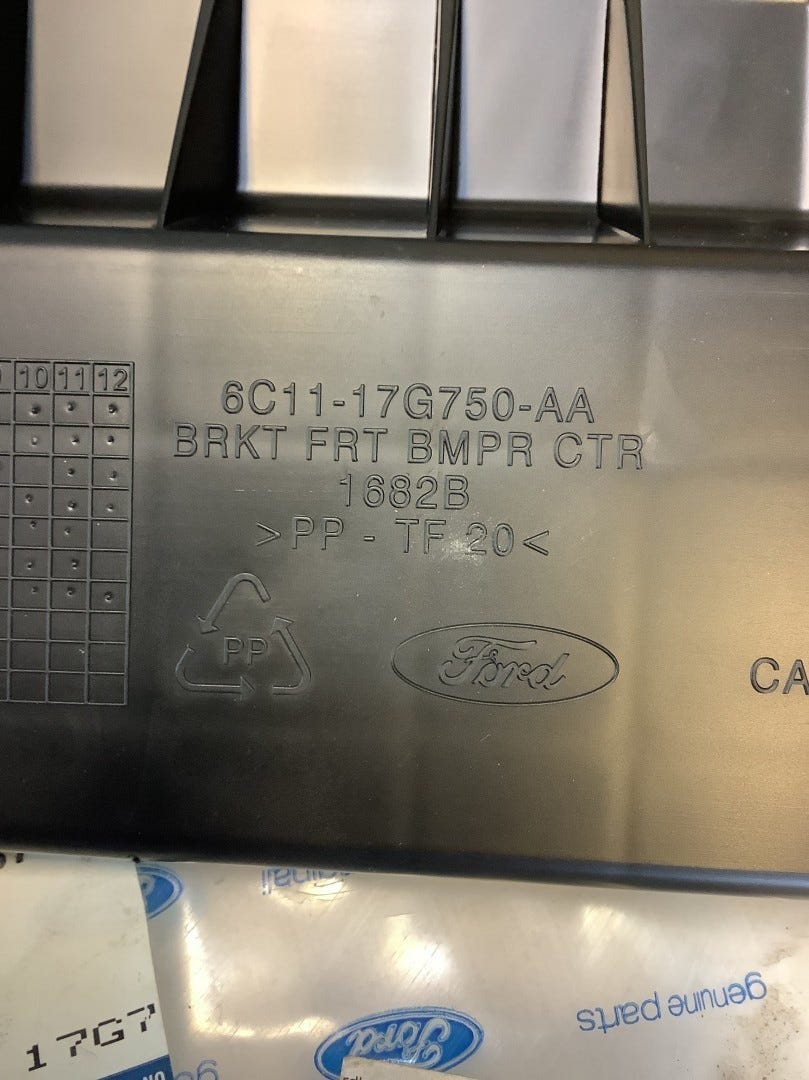 10 11 12
6C11-17G750-AA
BRKT FRT BMPR CTR
1682B
>PP - TF 20<
PP
Ford
CA
genuine parts
Ford
17G7